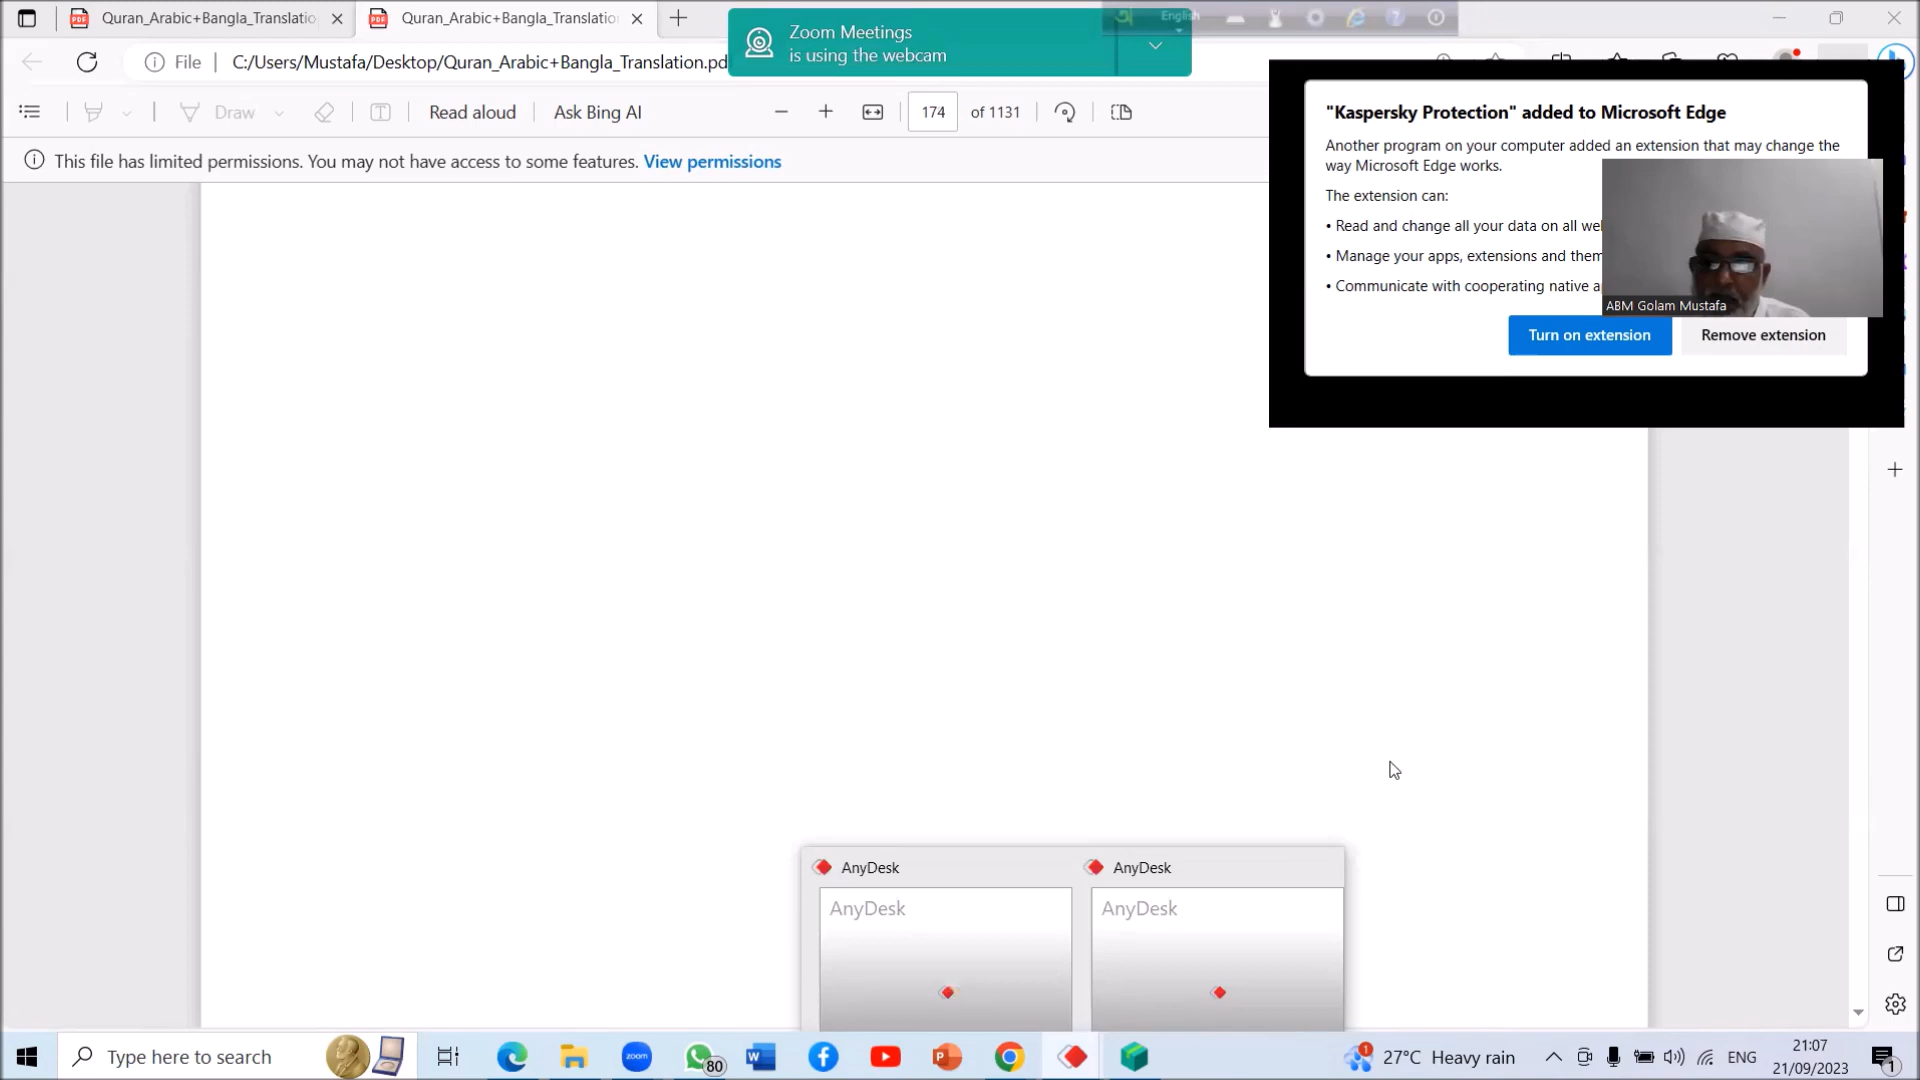 Quran_Arabic+Bangla_Translatio
Quran_Arabic+Bangla_Translatio
Zoom Meetings
is using the webcam
English
File
C:/Users/Mustafa/Desktop/Quran_Arabic+Bangla_Translation.pd
Draw
Read aloud
Ask Bing AI
174
of 1131
This file has limited permissions. You may not have access to some features. View permissions
"Kaspersky Protection" added to Microsoft Edge
Another program on your computer added an extension that may change the
way Microsoft Edge works.
The extension can:
• Read and change all your data on all we
• Manage your apps, extensions and them
• Communicate with cooperating native a
ABM Golam Mustafa
Turn on extension
Remove extension
AnyDesk
AnyDesk
AnyDesk
AnyDesk
Type here to search
zoom
80
1
27°C Heavy rain
ENG
21:07
21/09/2023
1